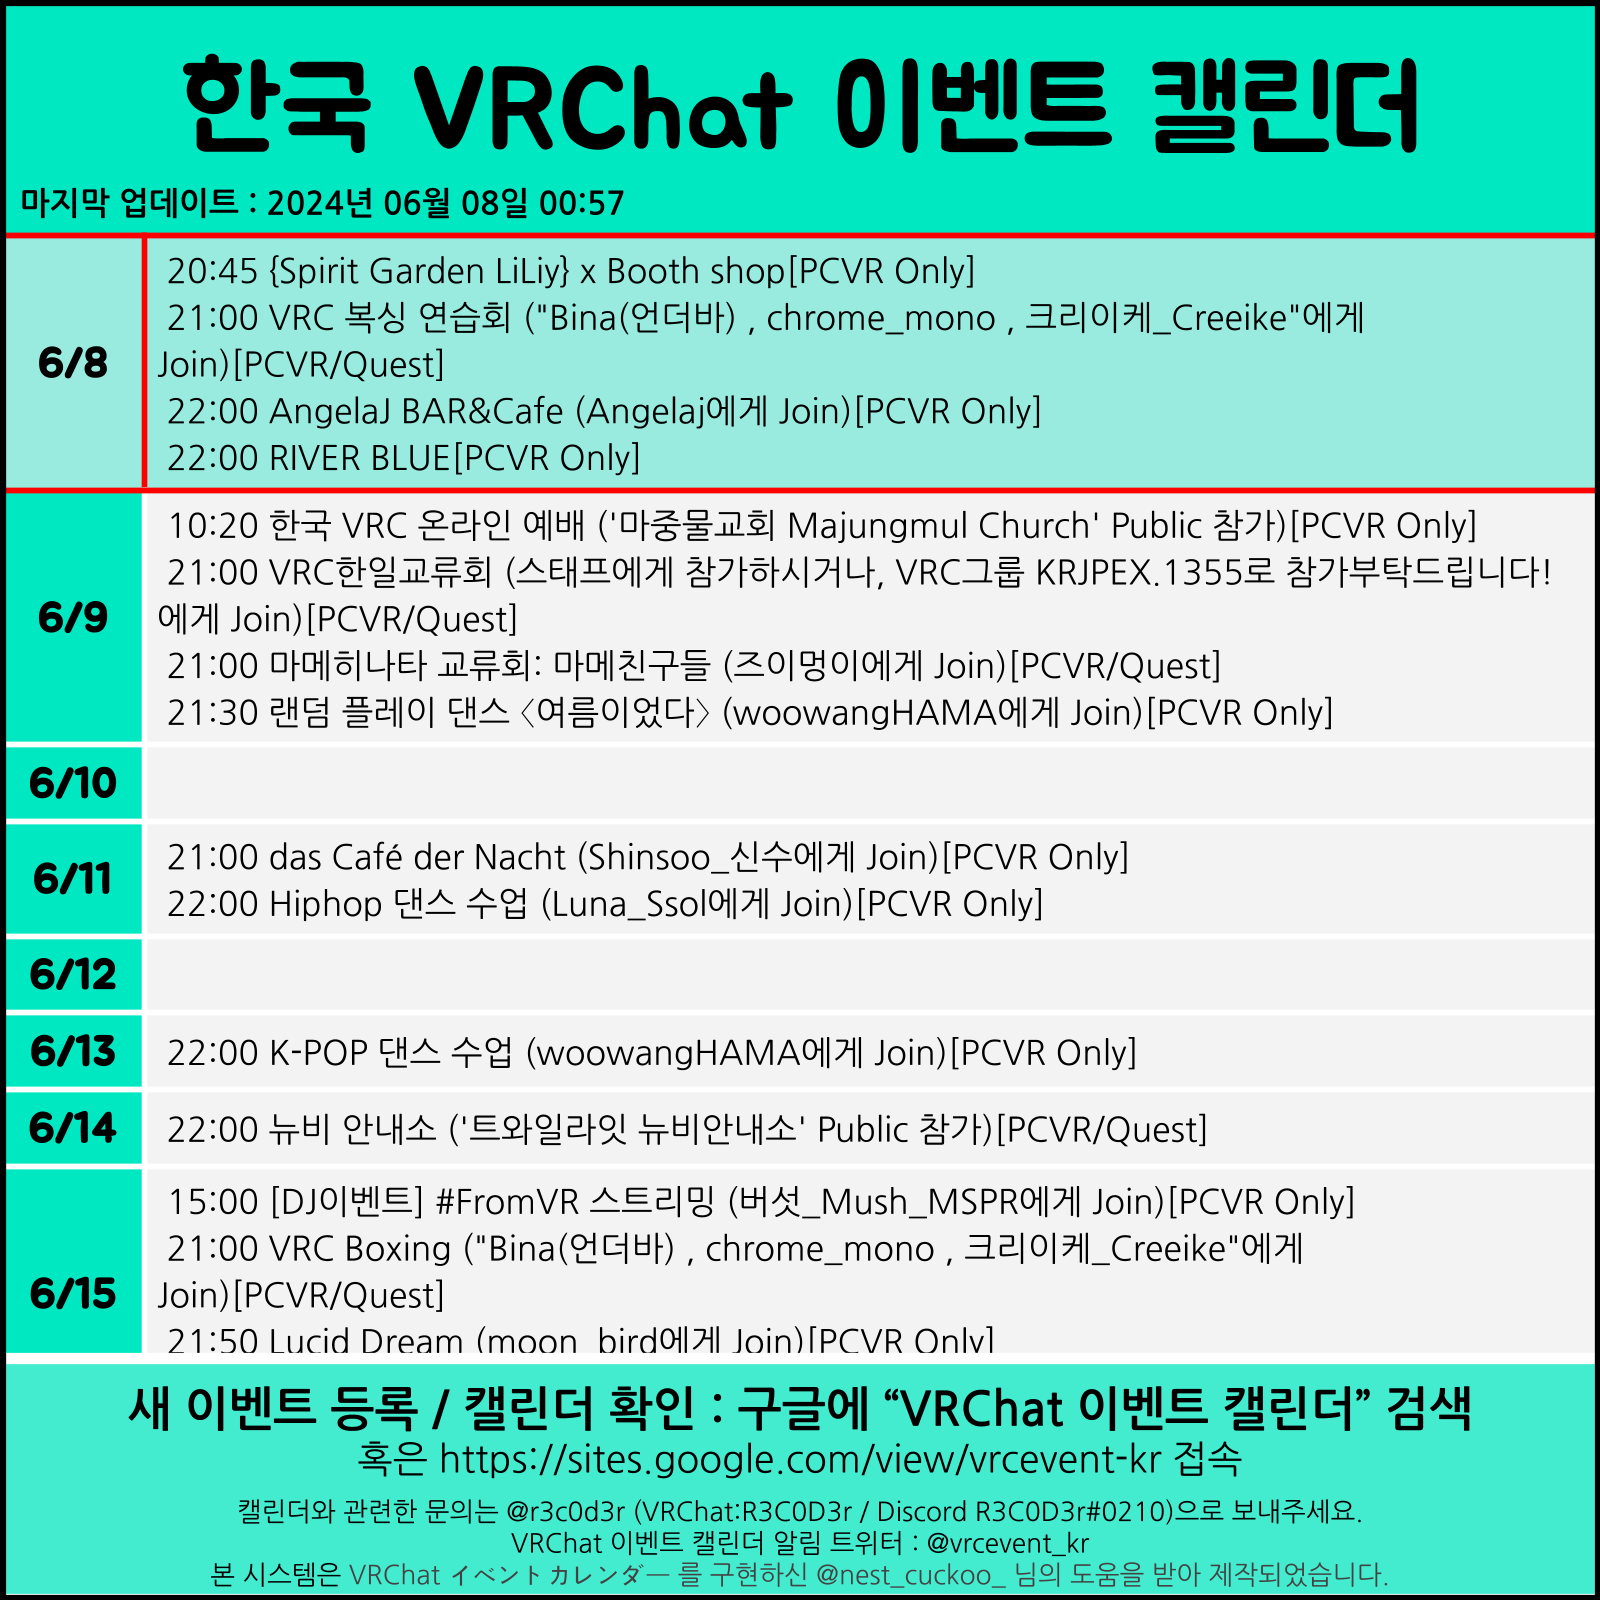 한국 VRChat 이벤트 캘린더
마지막 업데이트 : 2024년 06월 08일 00:57
6/8
20:45 {Spirit Garden LiLiy} x Booth shop[PCVR Only]
21:00 VRC 복싱 연습회 ("Bina(언더바) , chrome_mono , 크리이케_Creeike"에게
Join)[PCVR/Quest]
22:00 AngelaJ BAR&Cafe (Angelaj에게 Join)[PCVR Only]
22:00 RIVER BLUE[PCVR Only]
6/9
10:20 한국 VRC 온라인 예배 ('마중물교회 Majungmul Church' Public 참가)[PCVR Only]
21:00 VRC한일교류회 (스태프에게 참가하시거나, VRC그룹 KRJPEX.1355로 참가부탁드립니다!
에게 Join)[PCVR/Quest]
21:00 마메히나타 교류회: 마메친구들 (즈이멍이에게 Join)[PCVR/Quest]
21:30 랜덤 플레이 댄스 〈여름이었다〉 (woowangHAMA에게 Join)[PCVR Only]
6/10
6/11
21:00 das Café der Nacht (Shinsoo_신수에게 Join)[PCVR Only]
22:00 Hiphop 댄스 수업 (Luna_Ssol에게 Join)[PCVR Only]
6/12
6/13
22:00 K-POP 댄스 수업 (woowangHAMA에게 Join)[PCVR Only]
6/14
22:00 뉴비 안내소 ('트와일라잇 뉴비안내소' Public 참가)[PCVR/Quest]
6/15
15:00 [DJ이벤트] #FromVR 스트리밍 (버섯_Mush_MSPR에게 Join)[PCVR Only]
21:00 VRC Boxing ("Bina(언더바) , chrome_mono , 크리이케_Creeike"에게
Join)[PCVR/Quest]
21:50 Lucid Dream (moon_bird에게 Join)[PCVR Only]
새 이벤트 등록 / 캘린더 확인 : 구글에 “VRChat 이벤트 캘린더” 검색
혹은 https://sites.google.com/view/vrcevent-kr 접속
캘린더와 관련한 문의는 @r3c0d3r (VRChat:R3C0D3r / Discord R3C0D3r#0210)으로 보내주세요.
VRChat 이벤트 캘린더 알림 트위터 : @vrcevent_kr
본 시스템은 VRChat イベントカレンダー 를 구현하신 @nest_cuckoo_ 님의 도움을 받아 제작되었습니다.